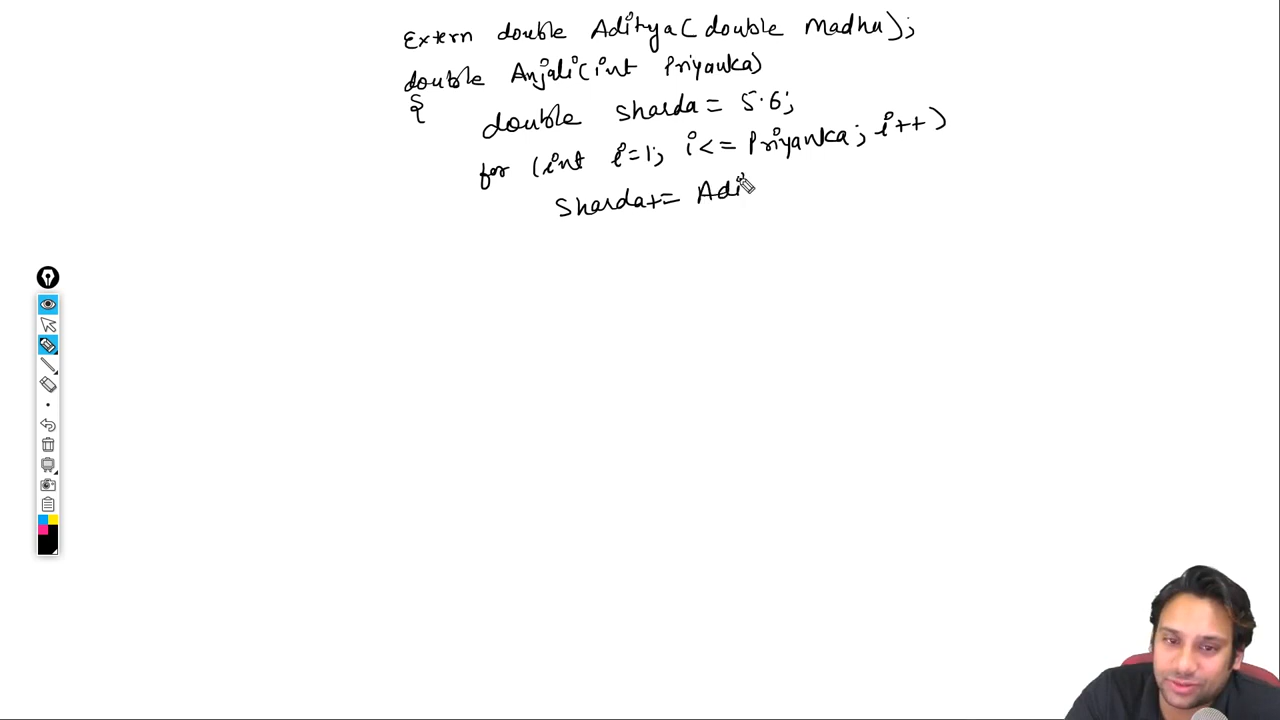 Extern double Aditya( double Madhu);
double Anjali(int Priyanka)
{
double Sharda = 5.6;
for (int i=1; i<= Priyanka; i++)
Sharda+= Adi